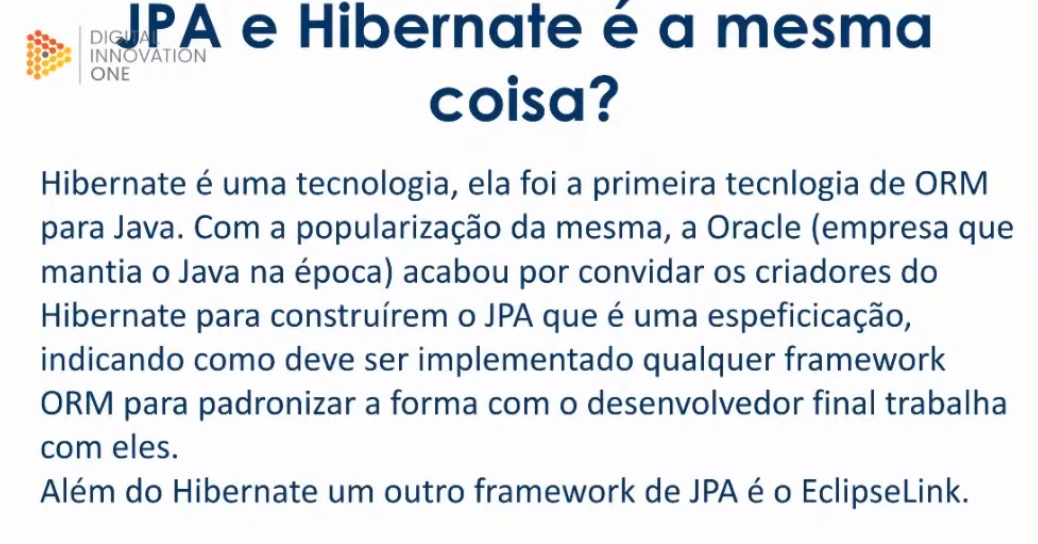 JPA e Hibernate é a mesma
coisa?
DIGITAL
INNOVATION
ONE
Hibernate é uma tecnologia, ela foi a primeira tecnlogia de ORM
para Java. Com a popularização da mesma, a Oracle (empresa que
mantia o Java na época) acabou por convidar os criadores do
Hibernate para construírem o JPA que é uma espeficicação,
indicando como deve ser implementado qualquer framework
ORM para padronizar a forma com o desenvolvedor final trabalha
com eles.
Além do Hibernate um outro framework de JPA é o EclipseLink.